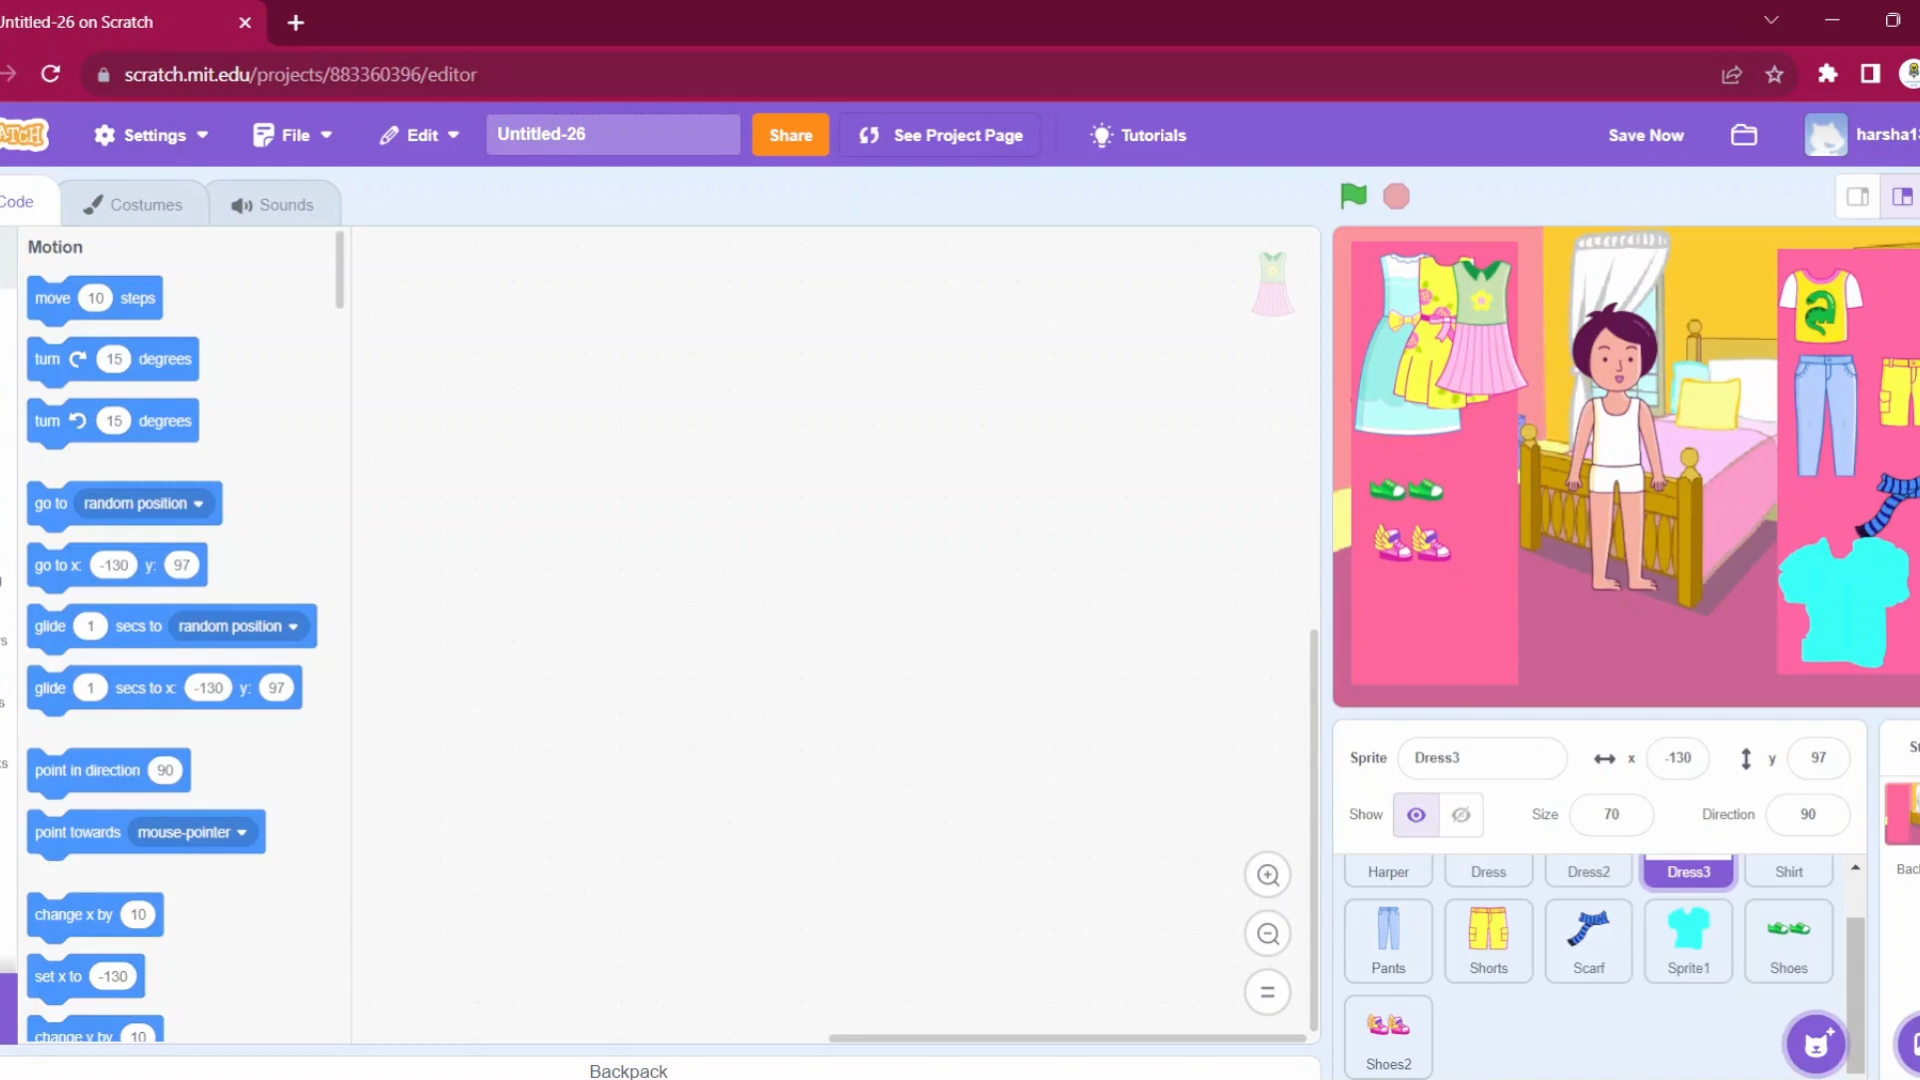 Untitled-26 on Scratch
scratch.mit.edu/projects/883360396/editor
Settings
File
Edit
Untitled-26
Share
See Project Page
Tutorials
Save Now
harsha13
Code
Costumes
Sounds
Motion
move 10 steps
turn 15 degrees
turn 15 degrees
go to random position
go to x: -130 y: 97
glide 1 secs to random position
glide 1 secs to x: -130 y: 97
point in direction 90
point towards mouse-pointer
change x by 10
set x to -130
change y by 10
Sprite Dress3 x -130 y 97
Show Size 70 Direction 90
Harper Dress Dress2 Dress3 Shirt
Pants Shorts Scarf Sprite1 Shoes
Shoes2
Backpack